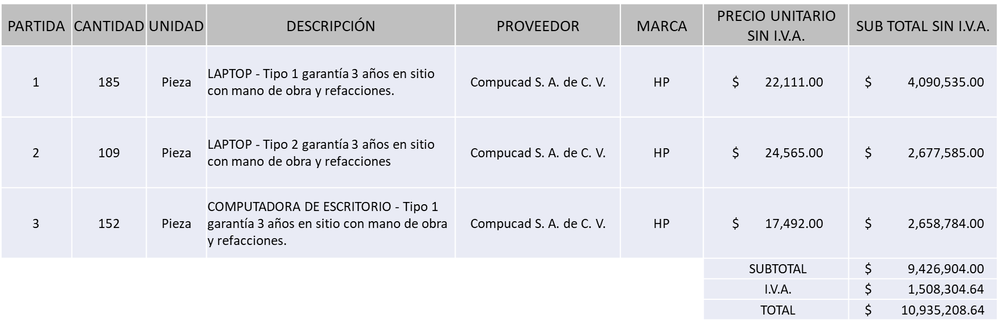 PARTIDA CANTIDAD UNIDAD DESCRIPCIÓN PROVEEDOR MARCA PRECIO UNITARIO SIN I.V.A. SUB TOTAL SIN I.V.A.
1 185 Pieza LAPTOP - Tipo 1 garantía 3 años en sitio con mano de obra y refacciones. Compucad S. A. de C. V. HP $ 22,111.00 $ 4,090,535.00
2 109 Pieza LAPTOP - Tipo 2 garantía 3 años en sitio con mano de obra y refacciones Compucad S. A. de C. V. HP $ 24,565.00 $ 2,677,585.00
3 152 Pieza COMPUTADORA DE ESCRITORIO - Tipo 1 garantía 3 años en sitio con mano de obra y refacciones. Compucad S. A. de C. V. HP $ 17,492.00 $ 2,658,784.00
SUBTOTAL $ 9,426,904.00
I.V.A. $ 1,508,304.64
TOTAL $ 10,935,208.64